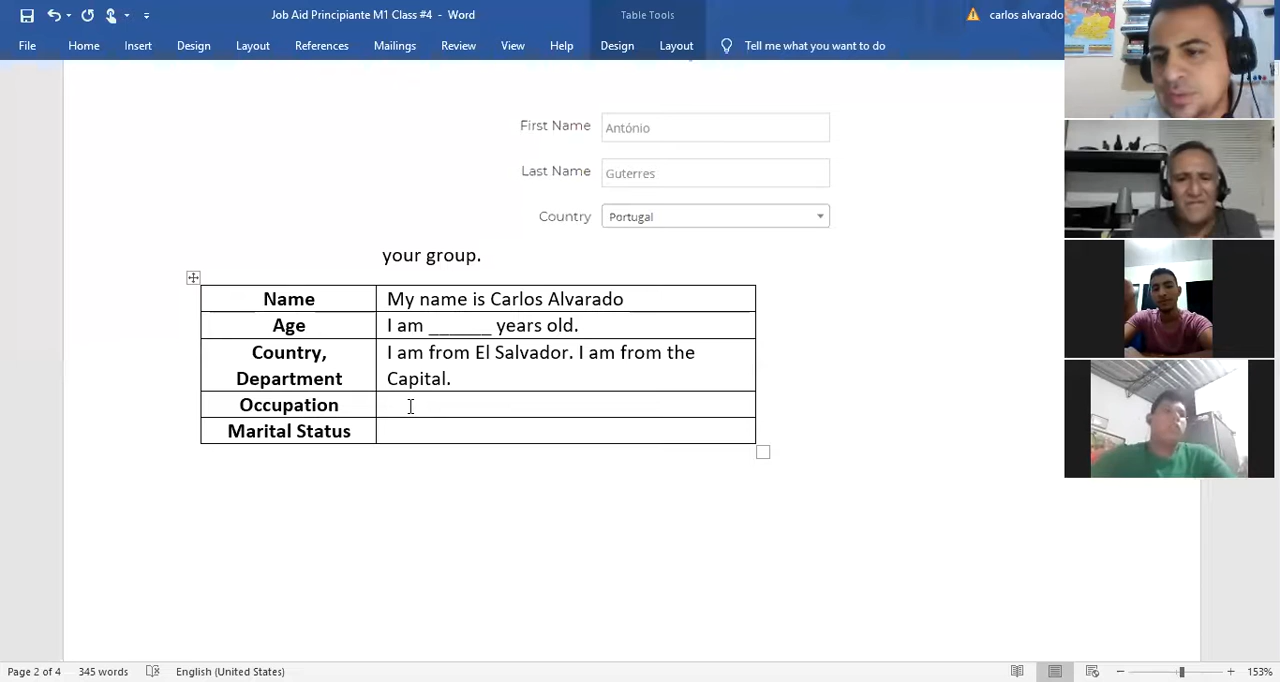 Job Aid Principiante M1 Class #4 - Word
Table Tools
carlos alvarado
File
Home
Insert
Design
Layout
References
Mailings
Review
View
Help
Design
Layout
Tell me what you want to do
First Name
António
Last Name
Guterres
Country
Portugal
your group.
Name
My name is Carlos Alvarado
Age
I am ______ years old.
Country,
Department
I am from El Salvador. I am from the
Capital.
Occupation
Marital Status
Page 2 of 4
345 words
English (United States)
153%